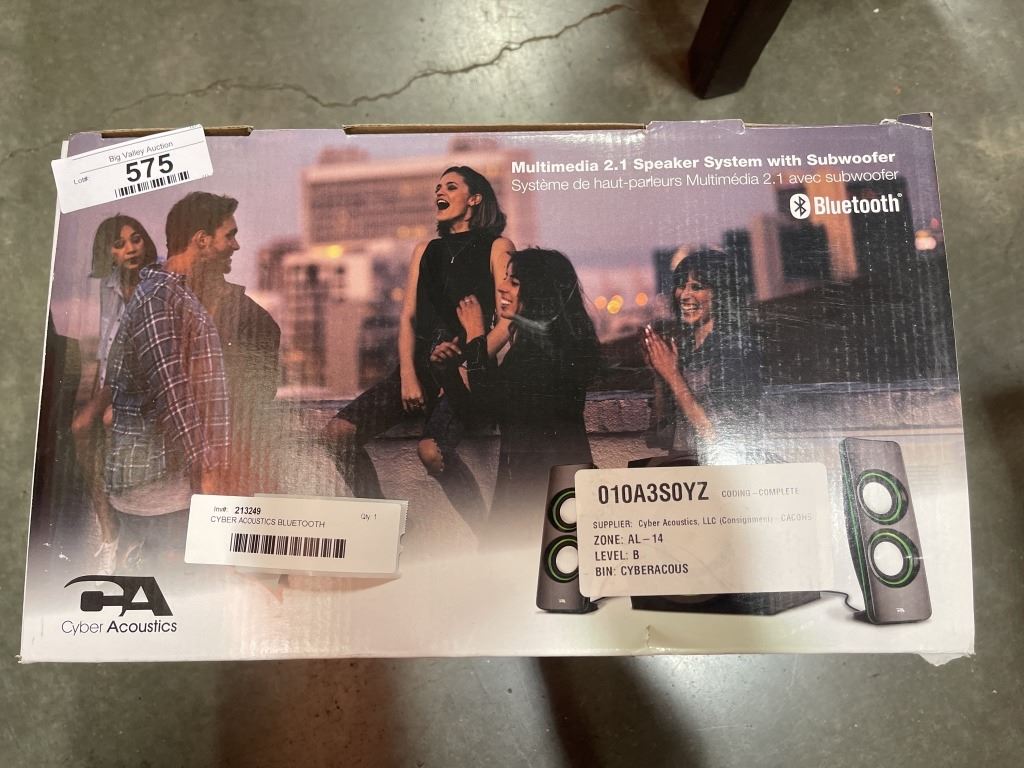 Big Valley Auction
Lot#: 575
Multimedia 2.1 Speaker System with Subwoofer
Système de haut-parleurs Multimédia 2.1 avec subwoofer
Bluetooth®
Inv#: 213249 Qty: 1
CYBER ACOUSTICS BLUETOOTH
010A3S0YZ CODING-COMPLETE
SUPPLIER: Cyber Acoustics, LLC (Consignment) - CACOHS
ZONE: AL-14
LEVEL: B
BIN: CYBERACOUS
CA
Cyber Acoustics